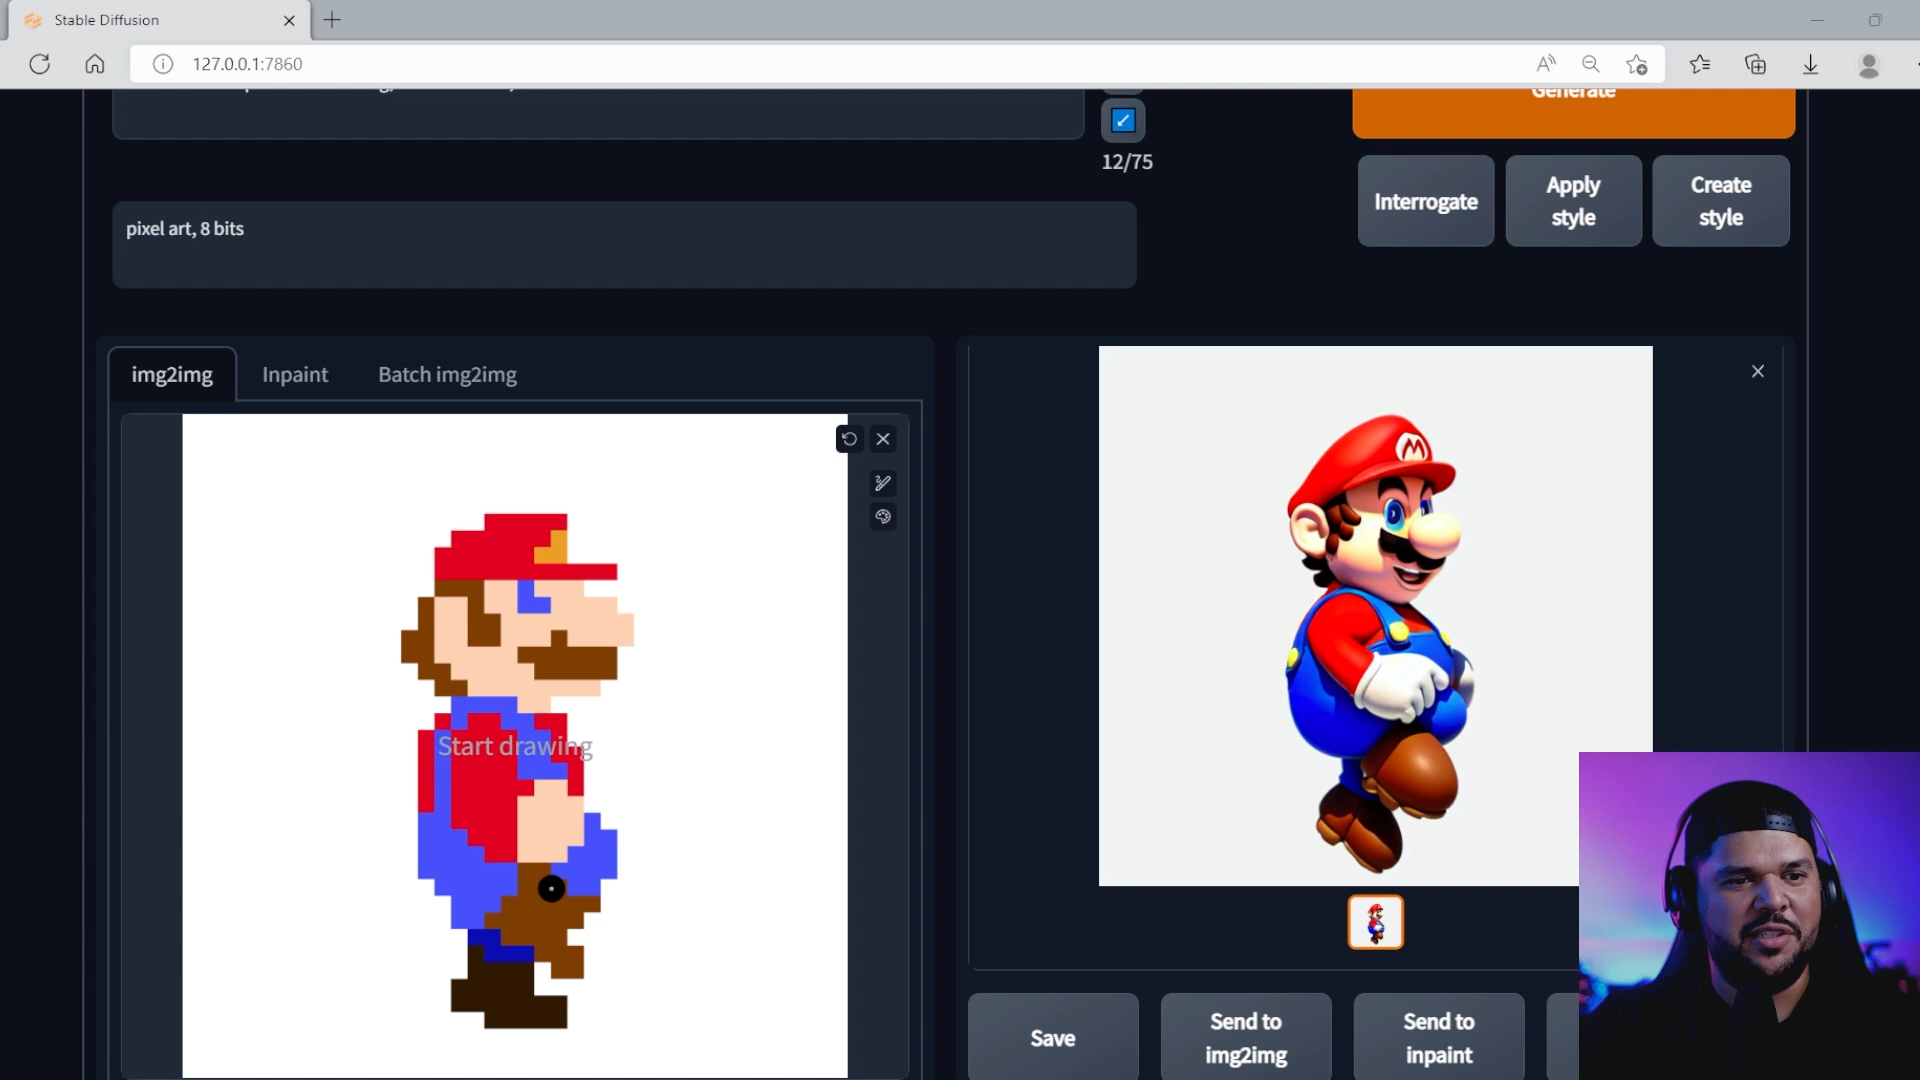 Stable Diffusion
127.0.0.1:7860
Generate
12/75
Interrogate
Apply
style
Create
style
pixel art, 8 bits
img2img
Inpaint
Batch img2img
M
Start drawing
Save
Send to
img2img
Send to
inpaint